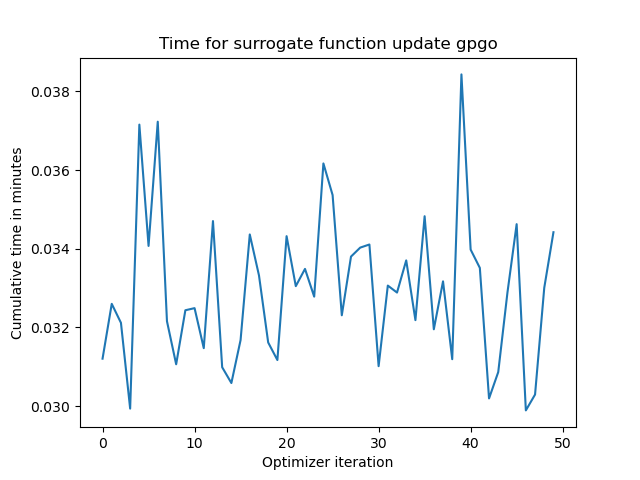 Time for surrogate function update gpgo
Cumulative time in minutes
0.038
0.036
0.034
0.032
0.030
0 10 20 30 40 50
Optimizer iteration